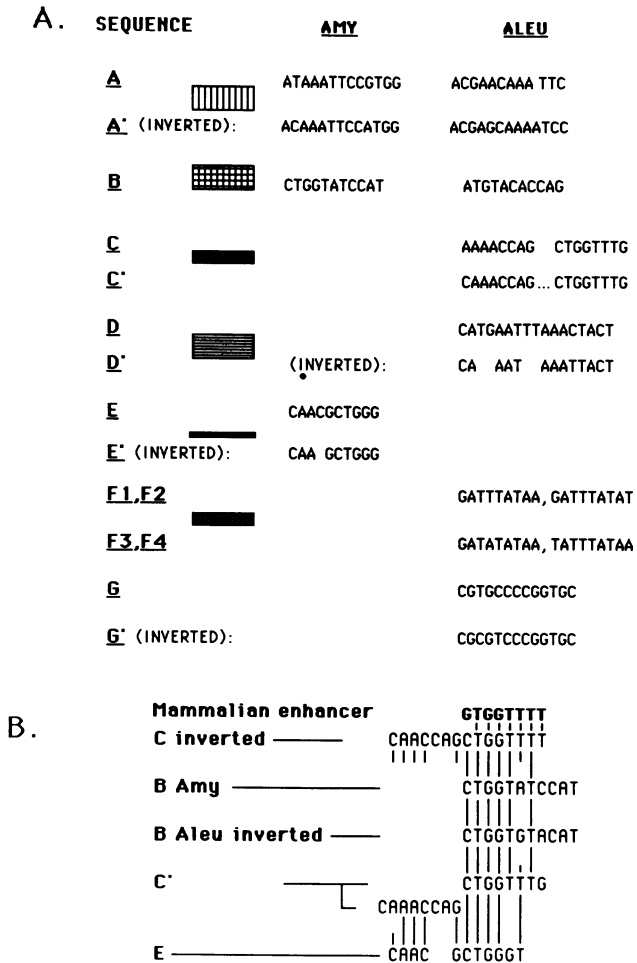 A. SEQUENCE AMY ALEU
A ATAAATTCCGTGG ACGAACAAA TTC
A' (INVERTED): ACAAATTCCATGG ACGAGCAAAATCC
B CTGGTATCCAT ATGTACACCAG
C AAAACCAG CTGGTTTG
C' CAAACCAG...CTGGTTTG
D CATGAATTTAAACTACT
D' (INVERTED): CA AAT AAATTACT
E CAACGCTGGG
E' (INVERTED): CAA GCTGGG
F1,F2 GATTTATAA, GATTTATAT
F3,F4 GATATATAA, TATTTATAA
G CGTGCCCCGGTGC
G' (INVERTED): CGCGTCCCGGTGC
B. Mammalian enhancer GTGGTTTT
C inverted CAACCAGCTGGTTTT
B Amy CTGGTATCCAT
B Aleu inverted CTGGTGTACAT
C' CTGGTTTG
CAAACCAG
E CAAC GCTGGGT